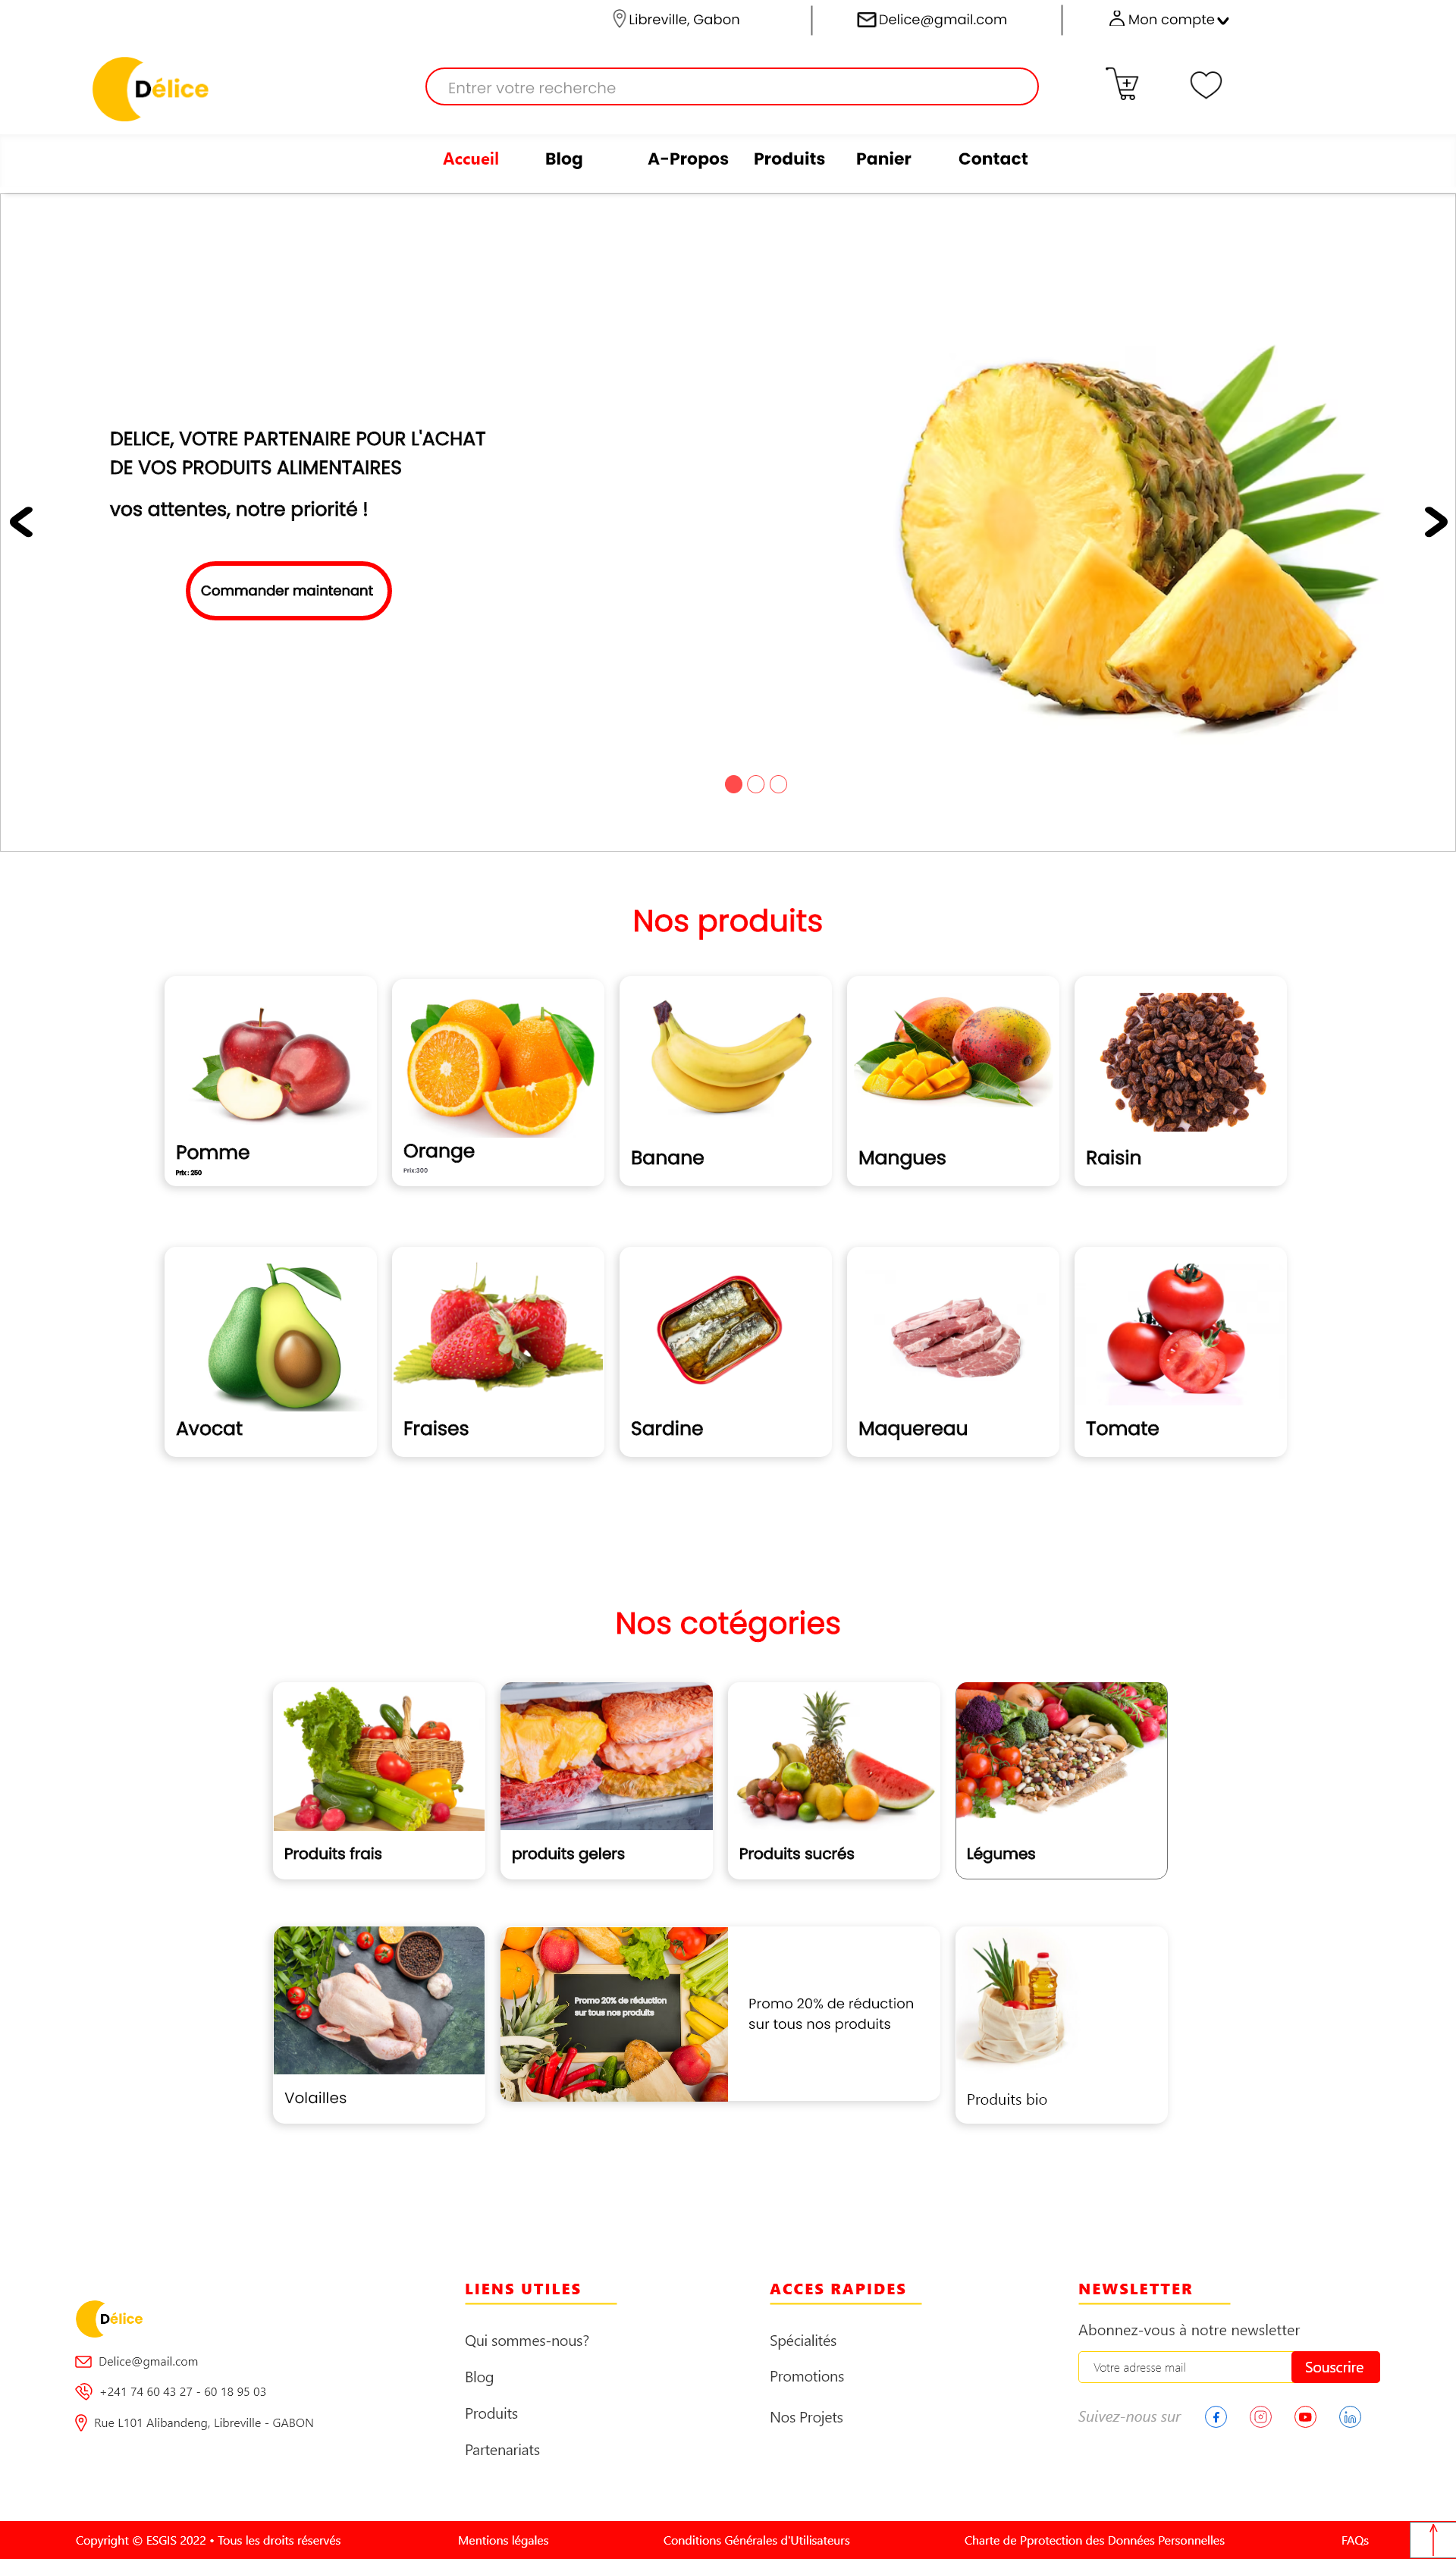 Libreville, Gabon
Delice@gmail.com
Mon compte
Délice
Entrer votre recherche
Accueil
Blog
A-Propos
Produits
Panier
Contact
DELICE, VOTRE PARTENAIRE POUR L'ACHAT
DE VOS PRODUITS ALIMENTAIRES
vos attentes, notre priorité !
Commander maintenant
Nos produits
Pomme
Prix : 250
Orange
Prix:300
Banane
Mangues
Raisin
Avocat
Fraises
Sardine
Maquereau
Tomate
Nos cotégories
Produits frais
produits gelers
Produits sucrés
Légumes
Volailles
Promo 20% de réduction
sur tous nos produits
Promo 20% de réduction
sur tous nos produits
Produits bio
Délice
Delice@gmail.com
+241 74 60 43 27 - 60 18 95 03
Rue L101 Alibandeng, Libreville - GABON
LIENS UTILES
Qui sommes-nous?
Blog
Produits
Partenariats
ACCES RAPIDES
Spécialités
Promotions
Nos Projets
NEWSLETTER
Abonnez-vous à notre newsletter
Votre adresse mail
Souscrire
Suivez-nous sur
Copyright © ESGIS 2022 • Tous les droits réservés
Mentions légales
Conditions Générales d'Utilisateurs
Charte de Pprotection des Données Personnelles
FAQs